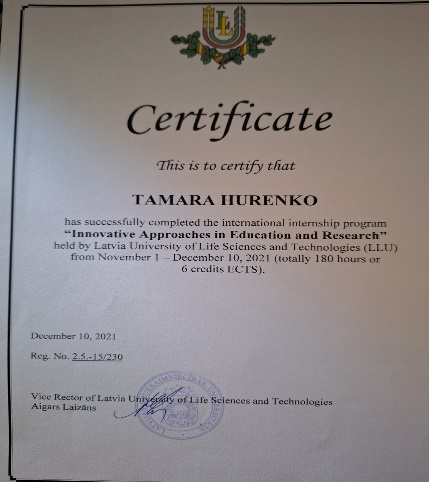 Certificate
This is to certify that
TAMARA HURENKO
has successfully completed the international internship program
“Innovative Approaches in Education and Research”
held by Latvia University of Life Sciences and Technologies (LLU)
from November 1 – December 10, 2021 (totally 180 hours or
6 credits ECTS).
December 10, 2021
Reg. No. 2.5.-15/230
Vice Rector of Latvia University of Life Sciences and Technologies
Aigars Laizāns